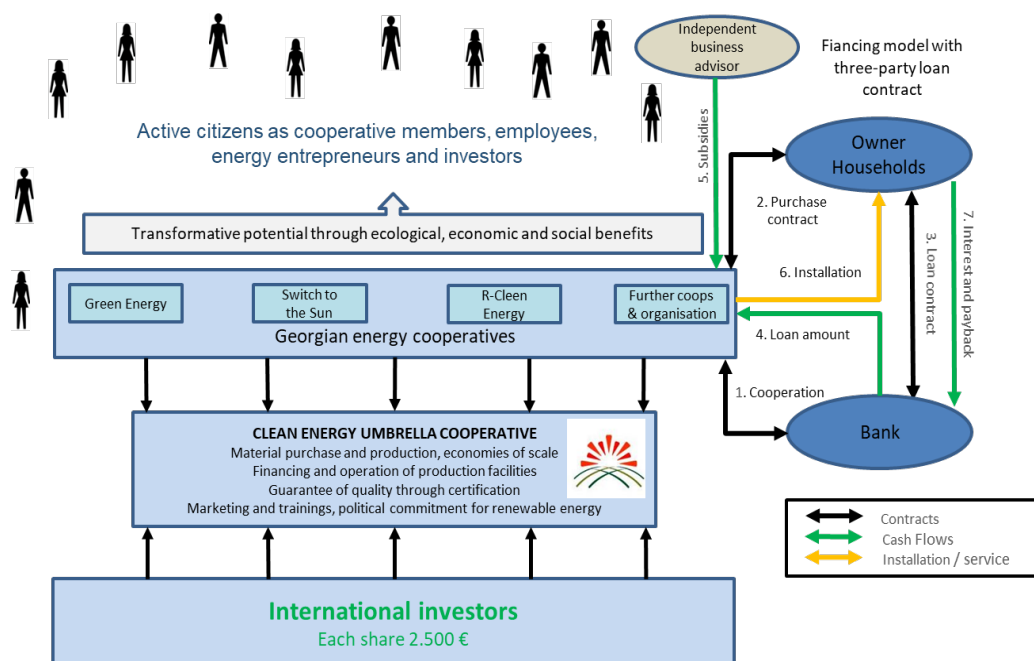 Independent
business
advisor
Fiancing model with
three-party loan
contract
Active citizens as cooperative members, employees,
energy entrepreneurs and investors
5. Subsidies
Owner
Households
Transformative potential through ecological, economic and social benefits
2. Purchase
contract
3. Loan contract
7. Interest and payback
6. Installation
Green Energy
Switch to
the Sun
R-Cleen
Energy
Further coops
& organisation
Georgian energy cooperatives
4. Loan amount
1. Cooperation
Bank
CLEAN ENERGY UMBRELLA COOPERATIVE
Material purchase and production, economies of scale
Financing and operation of production facilities
Guarantee of quality through certification
Marketing and trainings, political commitment for renewable energy
Contracts
Cash Flows
Installation / service
International investors
Each share 2.500 €